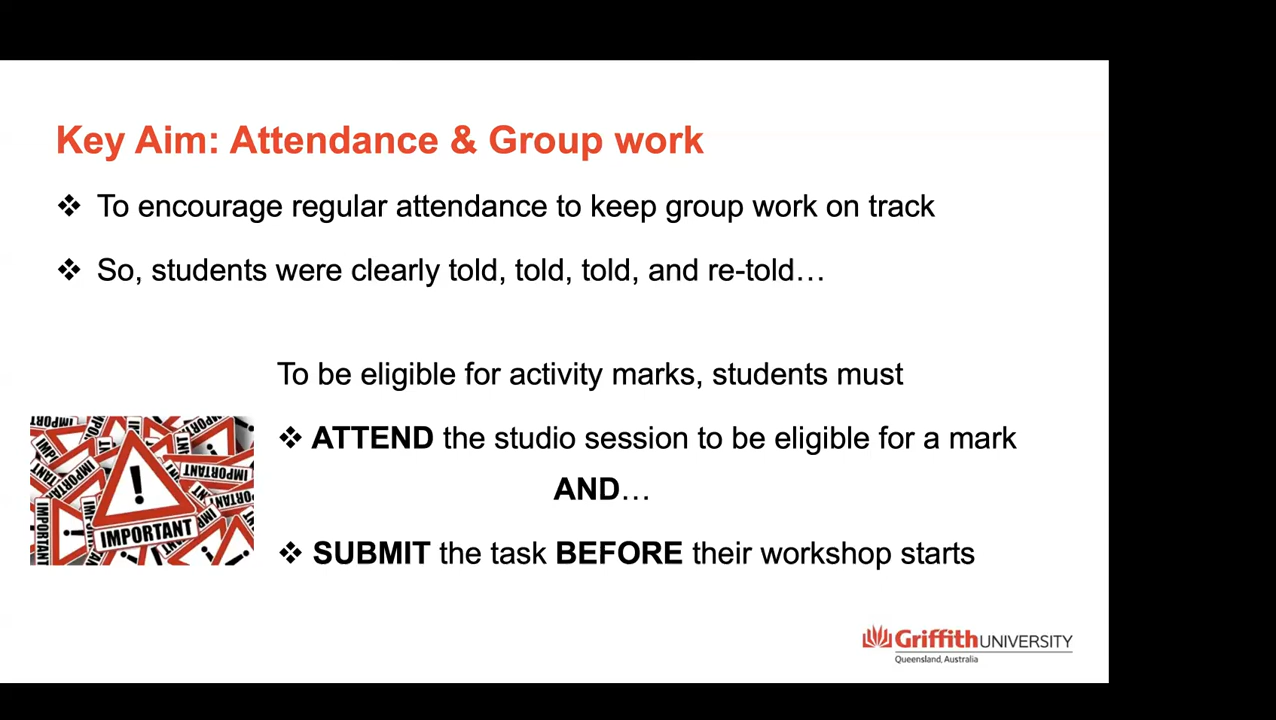 Key Aim: Attendance & Group work
❖ To encourage regular attendance to keep group work on track
❖ So, students were clearly told, told, told, and re-told…
To be eligible for activity marks, students must
❖ ATTEND the studio session to be eligible for a mark
AND…
❖ SUBMIT the task BEFORE their workshop starts
IMPORTANT
IMPORTANT
IMPORTANT
Griffith UNIVERSITY
Queensland, Australia